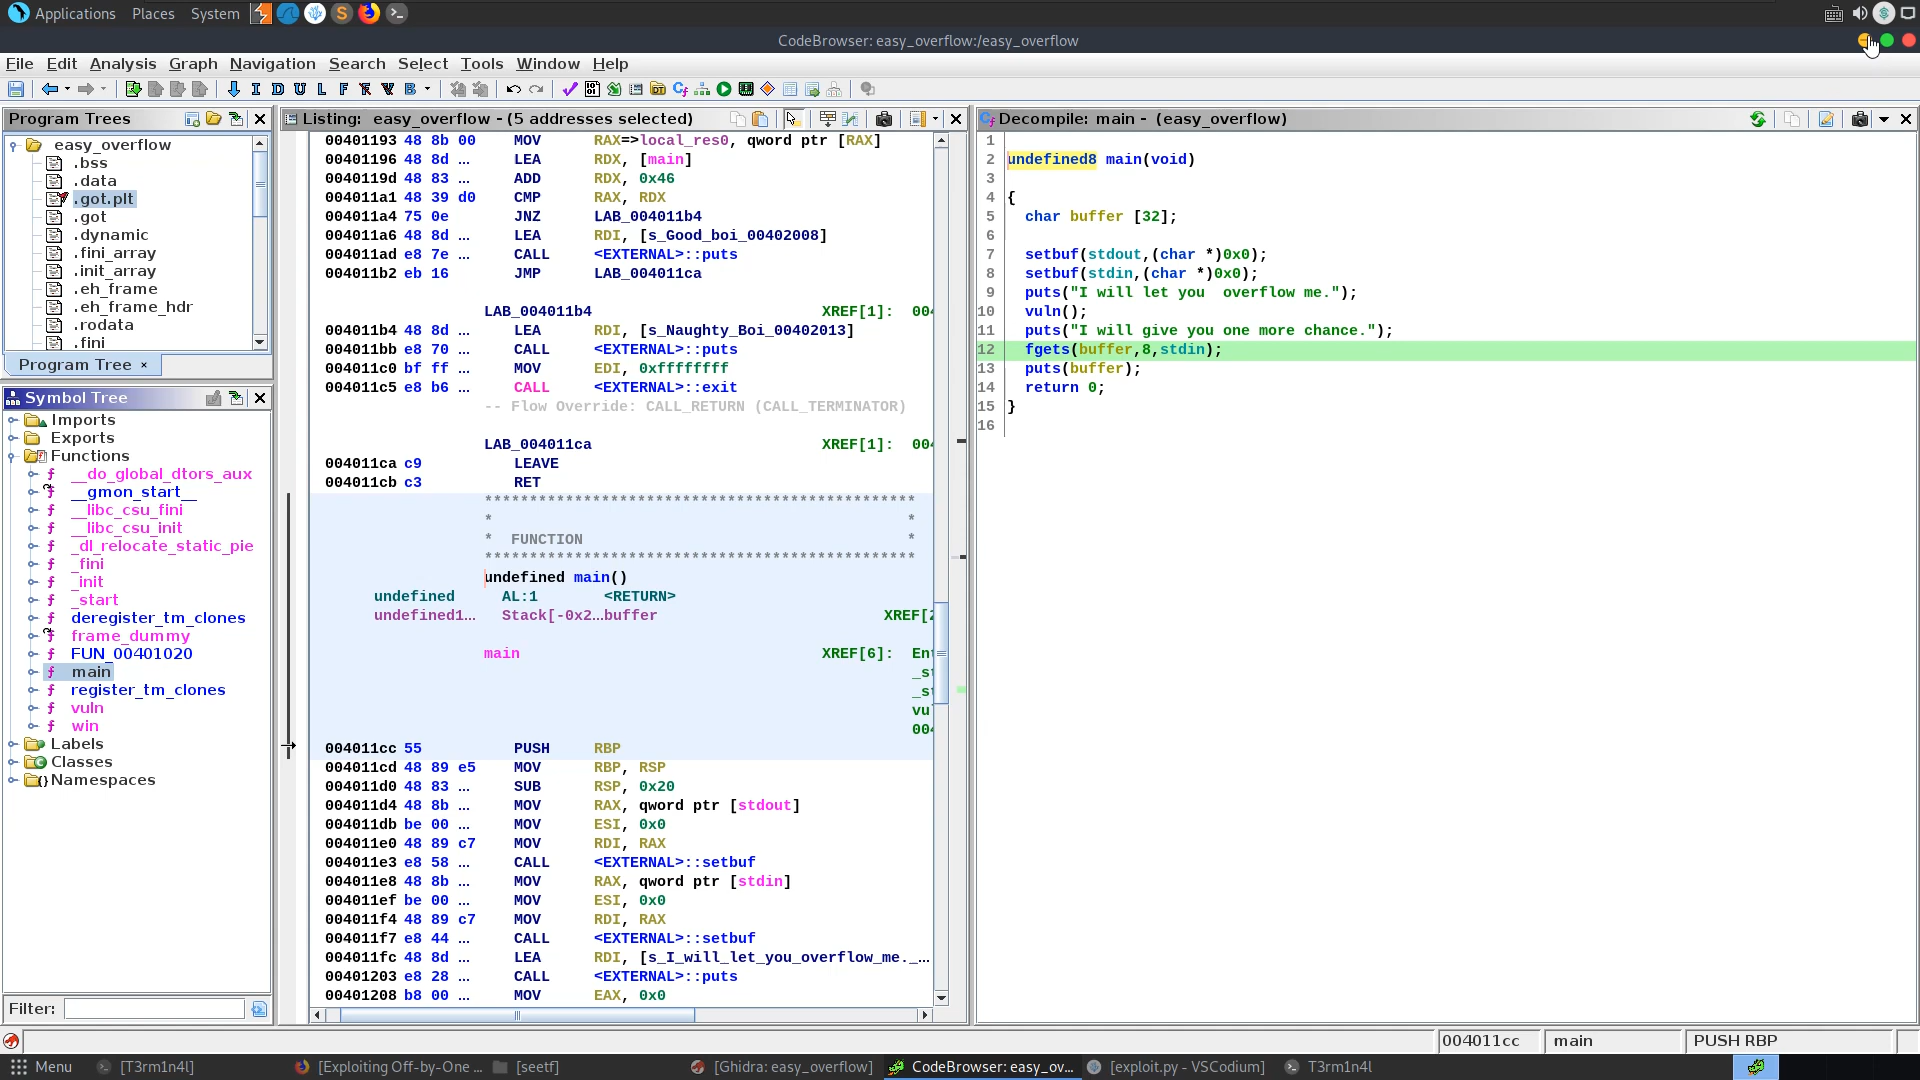 Applications Places System
CodeBrowser: easy_overflow:/easy_overflow
File Edit Analysis Graph Navigation Search Select Tools Window Help
I D U L F B
Program Trees
easy_overflow
.bss
.data
.got.plt
.got
.dynamic
.fini_array
.init_array
.eh_frame
.eh_frame_hdr
.rodata
.fini
Program Tree ×
Symbol Tree
Imports
Exports
Functions
__do_global_dtors_aux
__gmon_start__
__libc_csu_fini
__libc_csu_init
_dl_relocate_static_pie
_fini
_init
_start
deregister_tm_clones
frame_dummy
FUN_00401020
main
register_tm_clones
vuln
win
Labels
Classes
Namespaces
Filter:
Listing: easy_overflow - (5 addresses selected)
00401193 48 8b 00 MOV RAX=>local_res0, qword ptr [RAX]
00401196 48 8d ... LEA RDX, [main]
0040119d 48 83 ... ADD RDX, 0x46
004011a1 48 39 d0 CMP RAX, RDX
004011a4 75 0e JNZ LAB_004011b4
004011a6 48 8d ... LEA RDI, [s_Good_boi_00402008]
004011ad e8 7e ... CALL <EXTERNAL>::puts
004011b2 eb 16 JMP LAB_004011ca
LAB_004011b4 XREF[1]: 004
004011b4 48 8d ... LEA RDI, [s_Naughty_Boi_00402013]
004011bb e8 70 ... CALL <EXTERNAL>::puts
004011c0 bf ff ... MOV EDI, 0xffffffff
004011c5 e8 b6 ... CALL <EXTERNAL>::exit
-- Flow Override: CALL_RETURN (CALL_TERMINATOR)
LAB_004011ca XREF[1]: 004
004011ca c9 LEAVE
004011cb c3 RET
************************************************
* *
* FUNCTION *
************************************************
undefined main()
undefined AL:1 <RETURN>
undefined1... Stack[-0x2...buffer XREF[2
main XREF[6]: Ent
_st
_st
vu
004
004011cc 55 PUSH RBP
004011cd 48 89 e5 MOV RBP, RSP
004011d0 48 83 ... SUB RSP, 0x20
004011d4 48 8b ... MOV RAX, qword ptr [stdout]
004011db be 00 ... MOV ESI, 0x0
004011e0 48 89 c7 MOV RDI, RAX
004011e3 e8 58 ... CALL <EXTERNAL>::setbuf
004011e8 48 8b ... MOV RAX, qword ptr [stdin]
004011ef be 00 ... MOV ESI, 0x0
004011f4 48 89 c7 MOV RDI, RAX
004011f7 e8 44 ... CALL <EXTERNAL>::setbuf
004011fc 48 8d ... LEA RDI, [s_I_will_let_you_overflow_me._...
00401203 e8 28 ... CALL <EXTERNAL>::puts
00401208 b8 00 ... MOV EAX, 0x0
Decompile: main - (easy_overflow)
1
2 undefined8 main(void)
3
4 {
5 char buffer [32];
6
7 setbuf(stdout,(char *)0x0);
8 setbuf(stdin,(char *)0x0);
9 puts("I will let you  overflow me.");
10 vuln();
11 puts("I will give you one more chance.");
12 fgets(buffer,8,stdin);
13 puts(buffer);
14 return 0;
15 }
16
004011cc main PUSH RBP
Menu [T3rm1n4l] [Exploiting Off-by-One ... [seetf] [Ghidra: easy_overflow] CodeBrowser: easy_ov... [exploit.py - VSCodium] T3rm1n4l